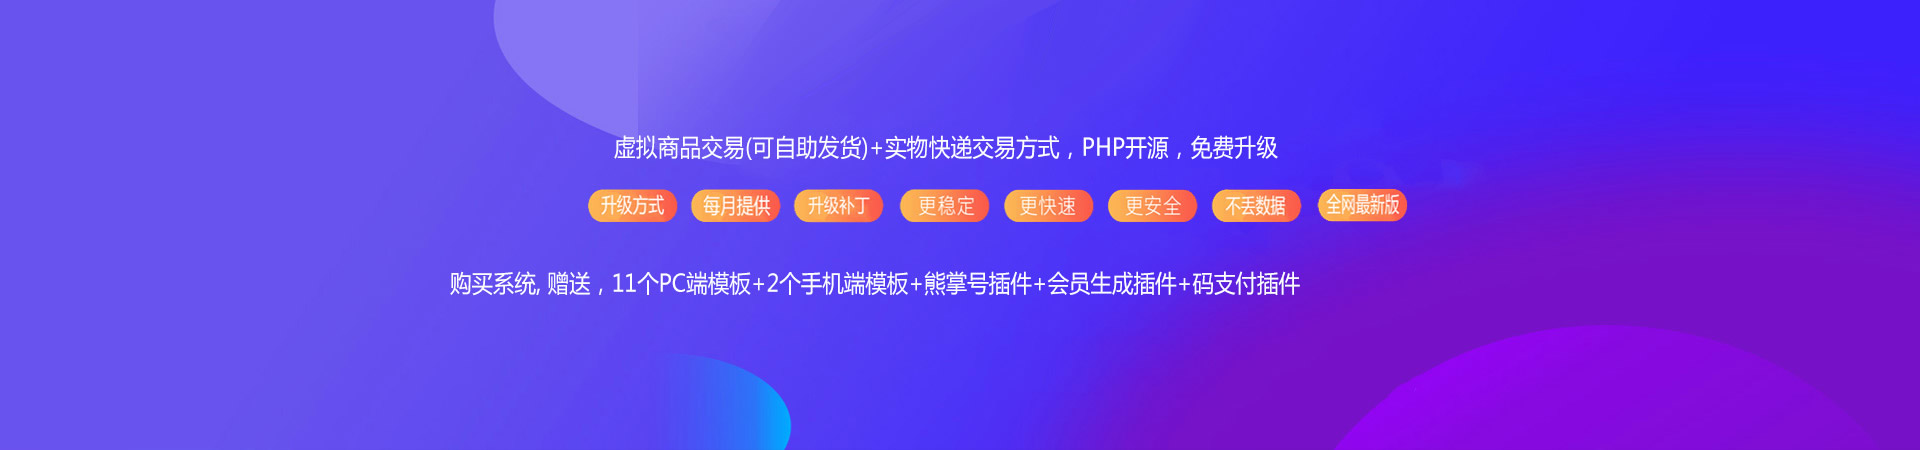 虚拟商品交易(可自助发货)+实物快递交易方式，PHP开源，免费升级
升级方式 每月提供 升级补丁 更稳定 更快速 更安全 不丢数据 全网最新版
购买系统, 赠送，11个PC端模板+2个手机端模板+熊掌号插件+会员生成插件+码支付插件